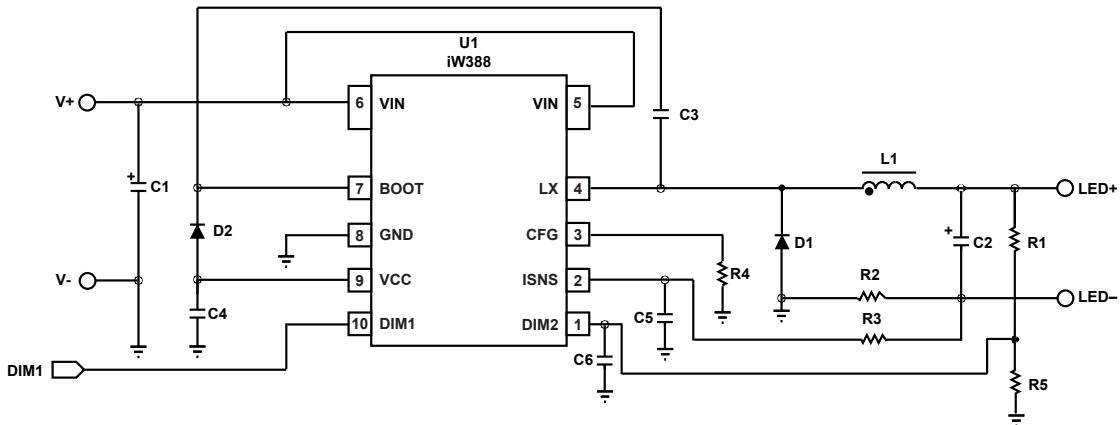 U1
iW388
V+
6
VIN
VIN
5
C3
+
C1
L1
7
BOOT
LX
4
LED+
D2
8
GND
CFG
3
D1
+
C2
R1
V-
9
VCC
ISNS
2
R4
R2
LED–
C4
10
DIM1
DIM2
1
C5
R3
C6
DIM1
R5